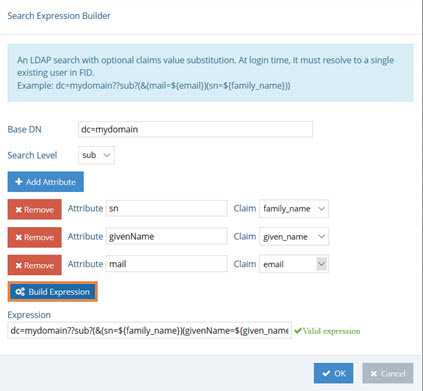 Search Expression Builder
An LDAP search with optional claims value substitution. At login time, it must resolve to a single
existing user in FID.
Example: dc=mydomain??sub?(&(mail=${email})(sn=${family_name}))
Base DN dc=mydomain
Search Level sub
+ Add Attribute
✖ Remove Attribute sn Claim family_name
✖ Remove Attribute givenName Claim given_name
✖ Remove Attribute mail Claim email
Build Expression
Expression
dc=mydomain??sub?(&(sn=${family_name})(givenName=${given_name ✔Valid expression
✔ OK ✖ Cancel